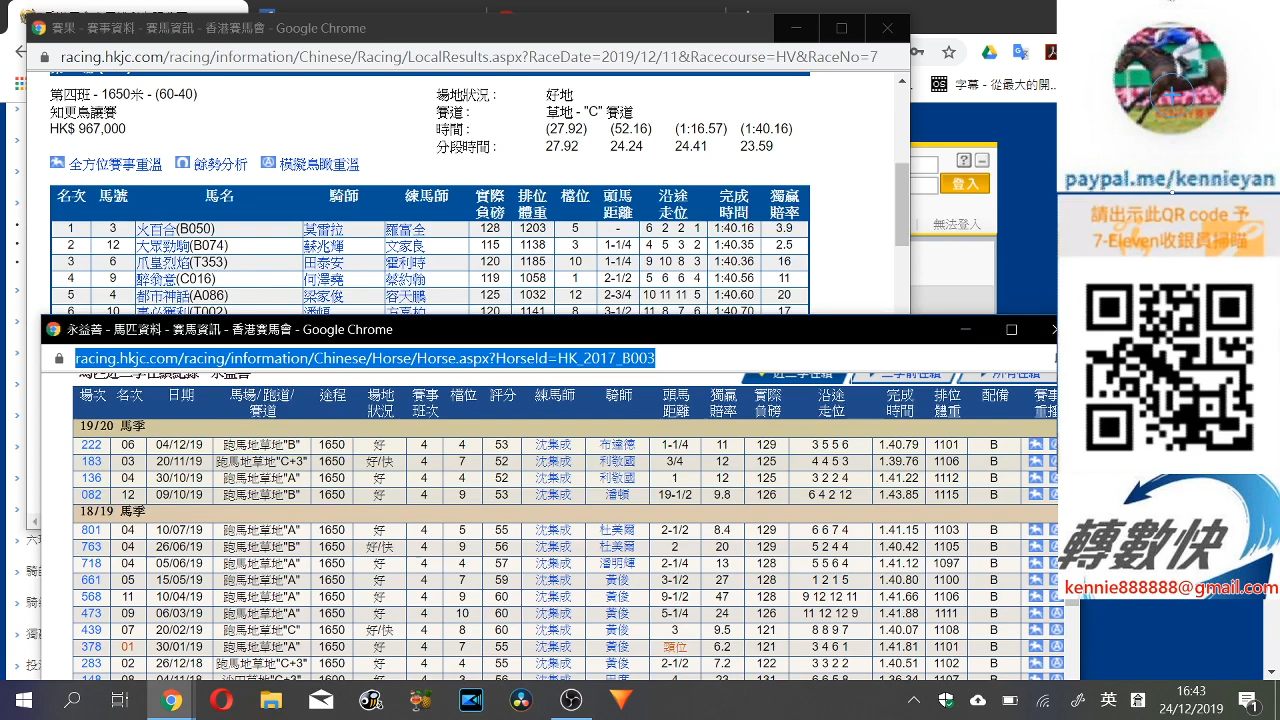 賽果 - 賽事資料 - 賽馬資訊 - 香港賽馬會 - Google Chrome
racing.hkjc.com/racing/information/Chinese/Racing/LocalResults.aspx?RaceDate=2019/12/11&Racecourse=HV&RaceNo=7
字幕 - 從最大的開...
第四班 - 1650米 - (60-40)
場地狀況 :
好地
知更鳥讓賽
賽道 :
草地 - "C" 賽道
HK$ 967,000
時間 :
(27.92) (52.16) (1:16.57) (1:40.16)
分段時間 :
27.92 24.24 24.41 23.59
全方位賽事重溫 餘勢分析 模擬鳥瞰重溫
登入
無法登入
名次 馬號 馬名 騎師 練馬師 實際負磅 排位體重 檔位 頭馬距離 沿途走位 完成時間 獨贏賠率
1 3 火百合(B050) 莫雷拉 羅富全 128 1203 5 - 6 2 2 1 1:40.16 3.9
2 12 大眾勁駒(B074) 蘇兆輝 文家良 115 1138 3 1-1/4 4 5 3 2 1:40.35 2.5
3 6 爪皇烈焰(T353) 田泰安 霍利時 120 1185 10 1-1/4 9 10 8 3 1:40.36 16
4 9 醉翁意(C016) 何澤堯 蔡約翰 119 1058 1 2-1/2 5 6 6 4 1:40.56 11
5 4 都市神話(A086) 梁家俊 容天鵬 125 1032 12 2-3/4 10 11 11 5 1:40.60 20
永益善 - 馬匹資料 - 賽馬資訊 - 香港賽馬會 - Google Chrome
racing.hkjc.com/racing/information/Chinese/Horse/Horse.aspx?HorseId=HK_2017_B003
場次 名次 日期 馬場/跑道/賽道 途程 場地狀況 賽事班次 檔位 評分 練馬師 騎師 頭馬距離 獨贏賠率 實際負磅 沿途走位 完成時間 排位體重 配備 賽事重播
19/20 馬季
222 06 04/12/19 跑馬地草地"B" 1650 好 4 4 53 沈集成 布達德 1-1/4 11 129 3 5 5 6 1.40.79 1101 B
183 03 20/11/19 跑馬地草地"C+3" 1650 好/快 4 7 52 沈集成 利敬國 3/4 12 125 4 4 5 3 1.39.76 1106 B
136 04 30/10/19 跑馬地草地"A" 1650 好 4 4 52 沈集成 利敬國 1 12 125 3 2 2 4 1.41.22 1112 B
082 12 09/10/19 跑馬地草地"A" 1650 好 4 9 53 沈集成 潘頓 19-1/2 9.8 126 6 4 2 12 1.43.85 1115 B
18/19 馬季
801 04 10/07/19 跑馬地草地"A" 1650 好 4 5 55 沈集成 杜美爾 2-1/2 8.4 129 6 6 7 4 1.41.15 1103 B
763 04 26/06/19 跑馬地草地"B" 1650 好/快 4 9 56 沈集成 杜美爾 2 20 129 5 2 4 4 1.40.42 1105 B
718 04 05/06/19 跑馬地草地"A" 1650 好 4 4 57 沈集成 潘明輝 2-1/4 13 128 5 5 6 4 1.41.12 1097 B
661 05 15/05/19 跑馬地草地"A" 1650 好 4 7 59 沈集成 黃俊 3-1/2 27 128 1 2 1 5 1.40.80 1100 B
568 11 10/04/19 跑馬地草地"A" 1650 好 4 9 60 沈集成 黃俊 9-1/2 47 128 9 12 12 11 1.41.66 1106 B
473 09 06/03/19 跑馬地草地"A" 1650 好 4 10 60 沈集成 黃俊 5-1/4 24 126 11 12 12 9 1.41.88 1111 B
439 07 20/02/19 跑馬地草地"C" 1650 好/快 4 8 60 沈集成 黃俊 3 9.5 121 8 8 9 7 1.40.07 1108 B
378 01 30/01/19 跑馬地草地"A" 1650 好 4 7 55 沈集成 黃俊 頭位 6.2 121 3 4 6 1 1.41.81 1101 B
283 02 26/12/18 跑馬地草地"C+3" 1650 好 4 4 55 沈集成 黃俊 2-1/2 7.2 128 3 3 2 2 1.40.51 1102 B
paypal.me/kennieyan
請出示此QR code 予
7-Eleven收銀員掃瞄
轉數快
kennie888888@gmail.com
英
16:43
24/12/2019